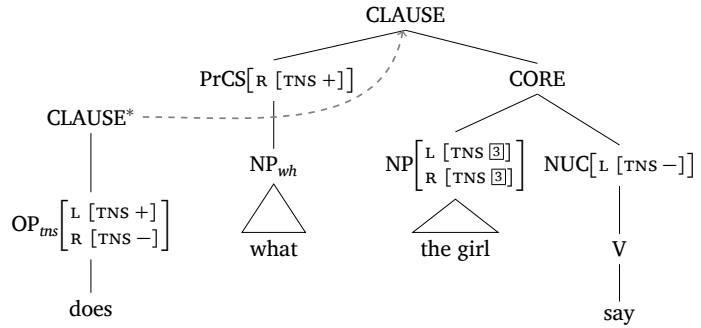 CLAUSE
PrCS[R [TNS +]]
CORE
CLAUSE*
NP_wh
NP[L [TNS 3]
R [TNS 3]]
NUC[L [TNS −]]
OP_tns[L [TNS +]
R [TNS −]]
what
the girl
V
does
say